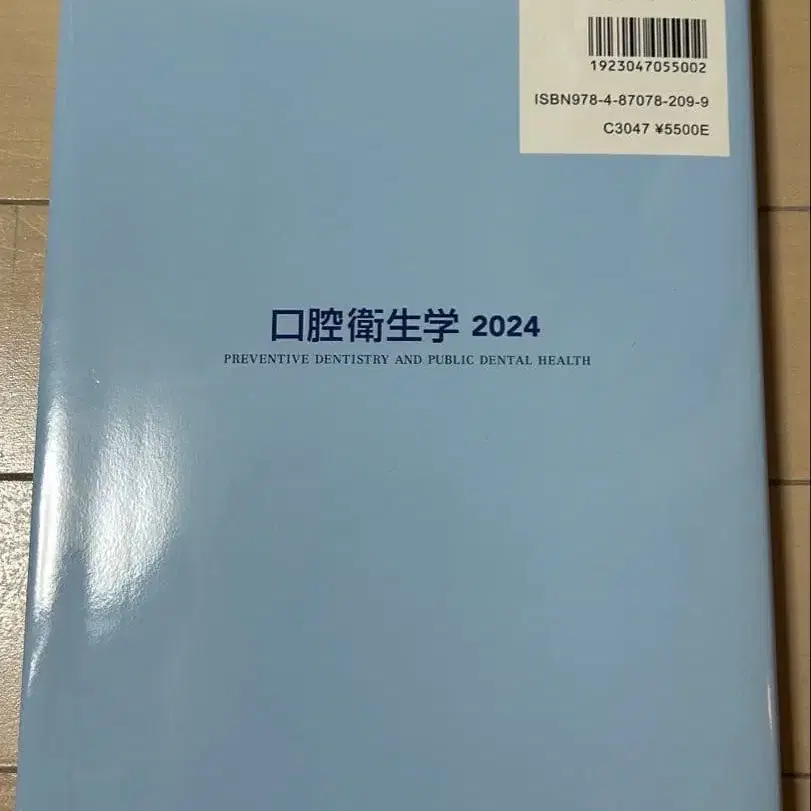 1923047055002
ISBN978-4-87078-209-9
C3047 ¥5500E
口腔衛生学 2024
PREVENTIVE DENTISTRY AND PUBLIC DENTAL HEALTH